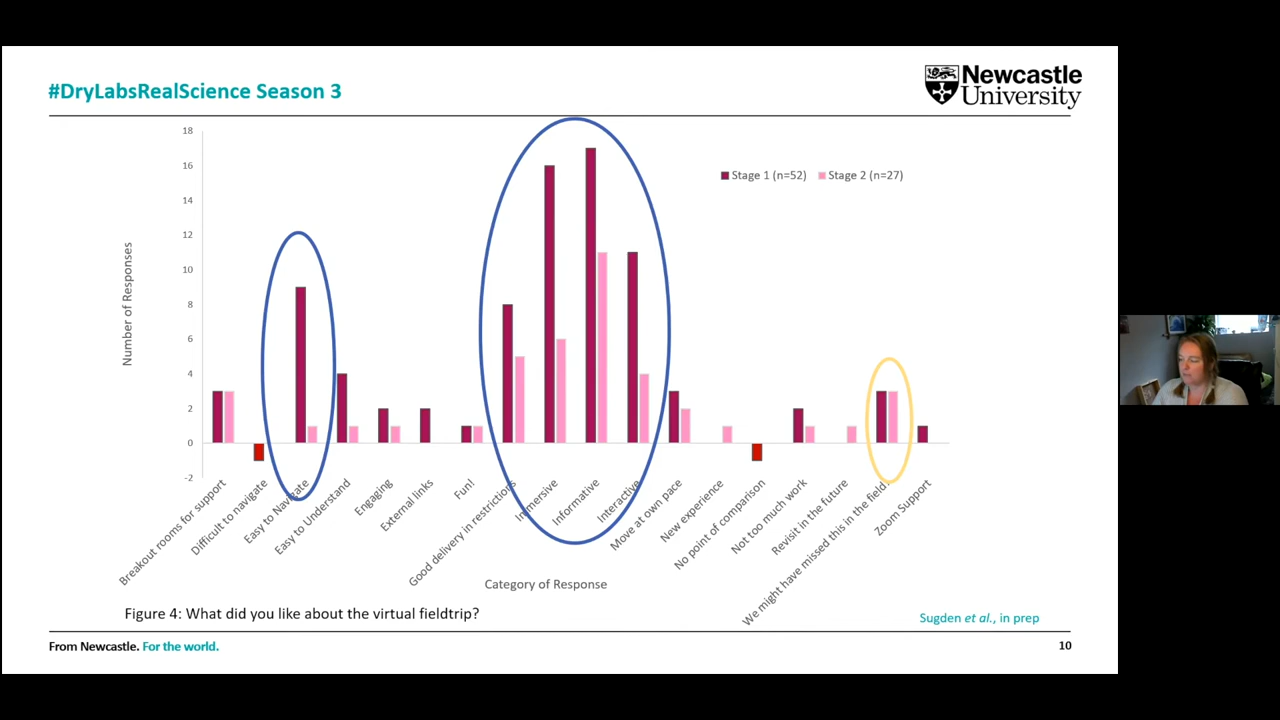 #DryLabsRealScience Season 3
Newcastle
University
18
16
14
12
10
8
6
4
2
0
-2
Number of Responses
Stage 1 (n=52)
Stage 2 (n=27)
Breakout rooms for support
Difficult to navigate
Easy to Navigate
Easy to Understand
Engaging
External links
Fun!
Good delivery in restrictions
Immersive
Informative
Interactive
Move at own pace
New experience
No point of comparison
Not too much work
Revisit in the future
We might have missed this in the field!
Zoom Support
Category of Response
Figure 4: What did you like about the virtual fieldtrip?
Sugden et al., in prep
From Newcastle. For the world.
10